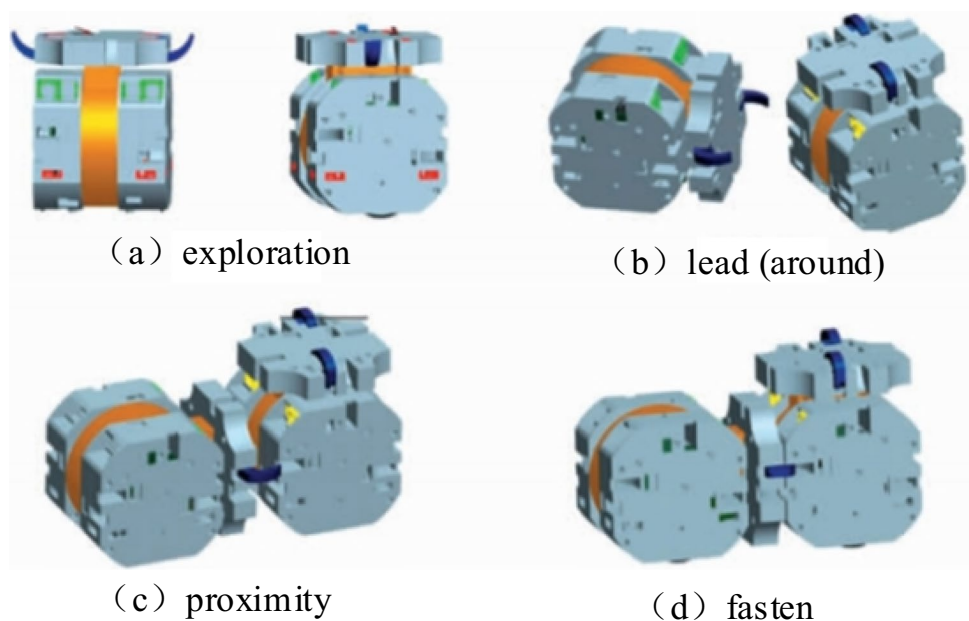 （a）exploration
（b）lead (around)
（c）proximity
（d）fasten